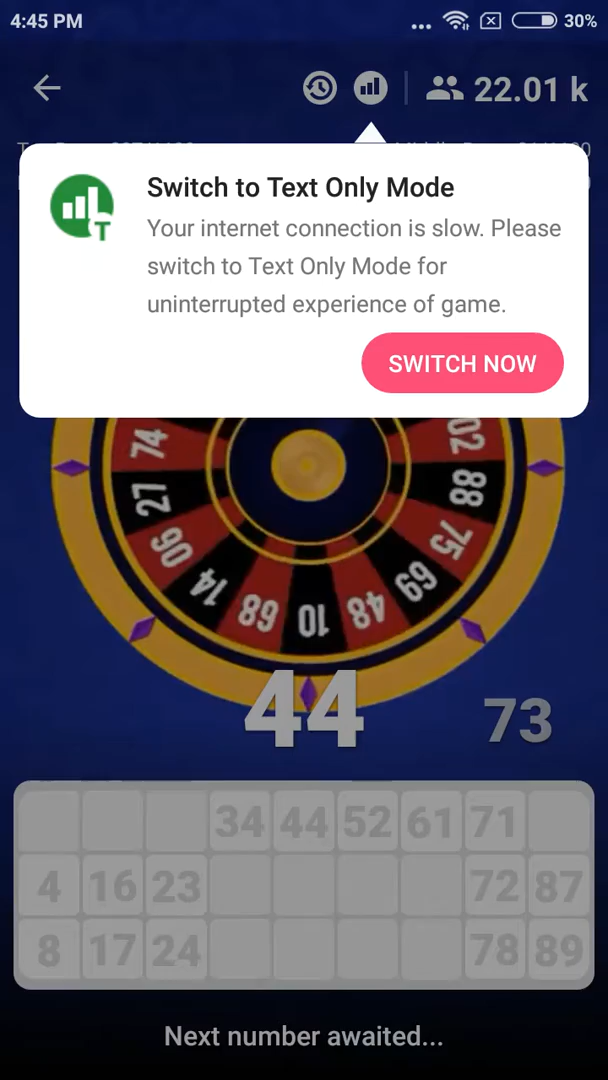 4:45 PM 30%
22.01 k
Switch to Text Only Mode
Your internet connection is slow. Please
switch to Text Only Mode for
uninterrupted experience of game.
SWITCH NOW
74 27 06 14 68 10 48 69 75 88 02
44 73
34 44 52 61 71
4 16 23 72 87
8 17 24 78 89
Next number awaited...